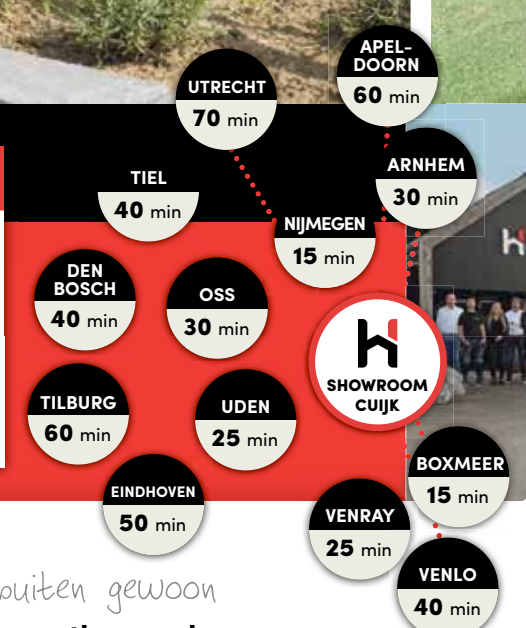 APEL-
DOORN
60 min
UTRECHT
70 min
ARNHEM
30 min
TIEL
40 min
NIJMEGEN
15 min
DEN
BOSCH
40 min
OSS
30 min
SHOWROOM
CUIJK
TILBURG
60 min
UDEN
25 min
BOXMEER
15 min
EINDHOVEN
50 min
VENRAY
25 min
VENLO
40 min
buiten gewoon